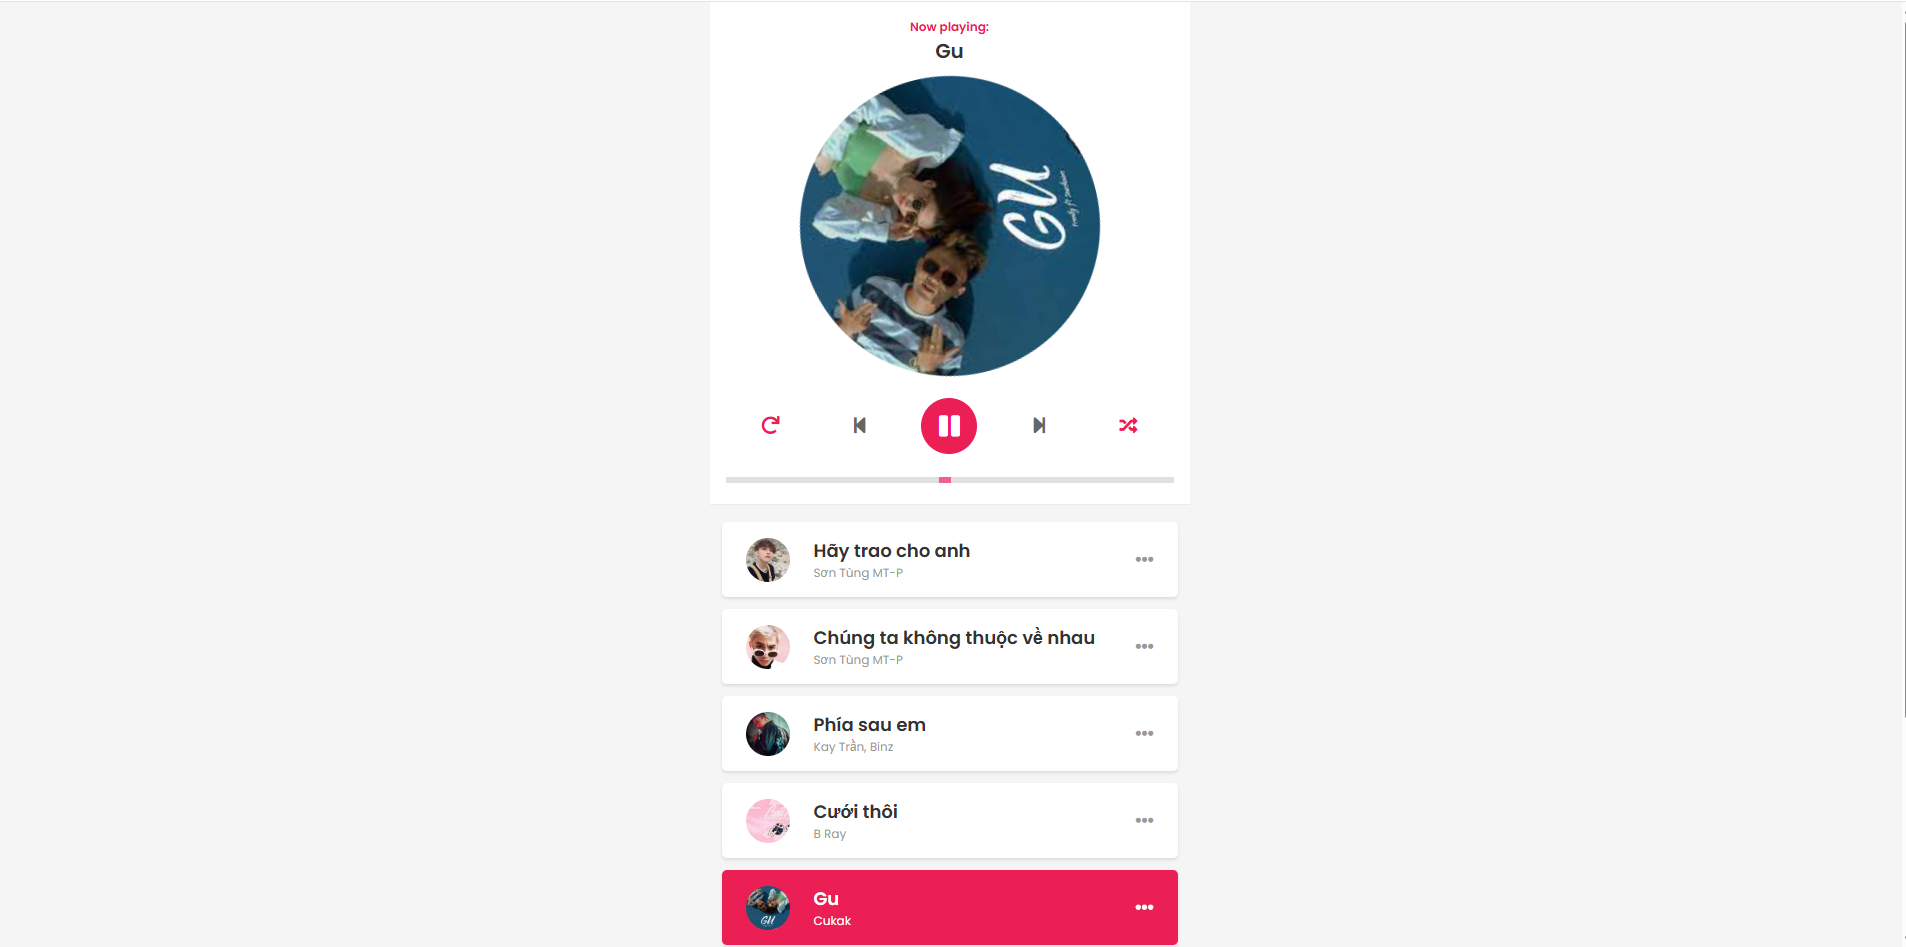 Now playing:
Gu
GU
Hãy trao cho anh
Sơn Tùng MT-P
Chúng ta không thuộc về nhau
Sơn Tùng MT-P
Phía sau em
Kay Trần, Binz
Cưới thôi
B Ray
Gu
Cukak
GU